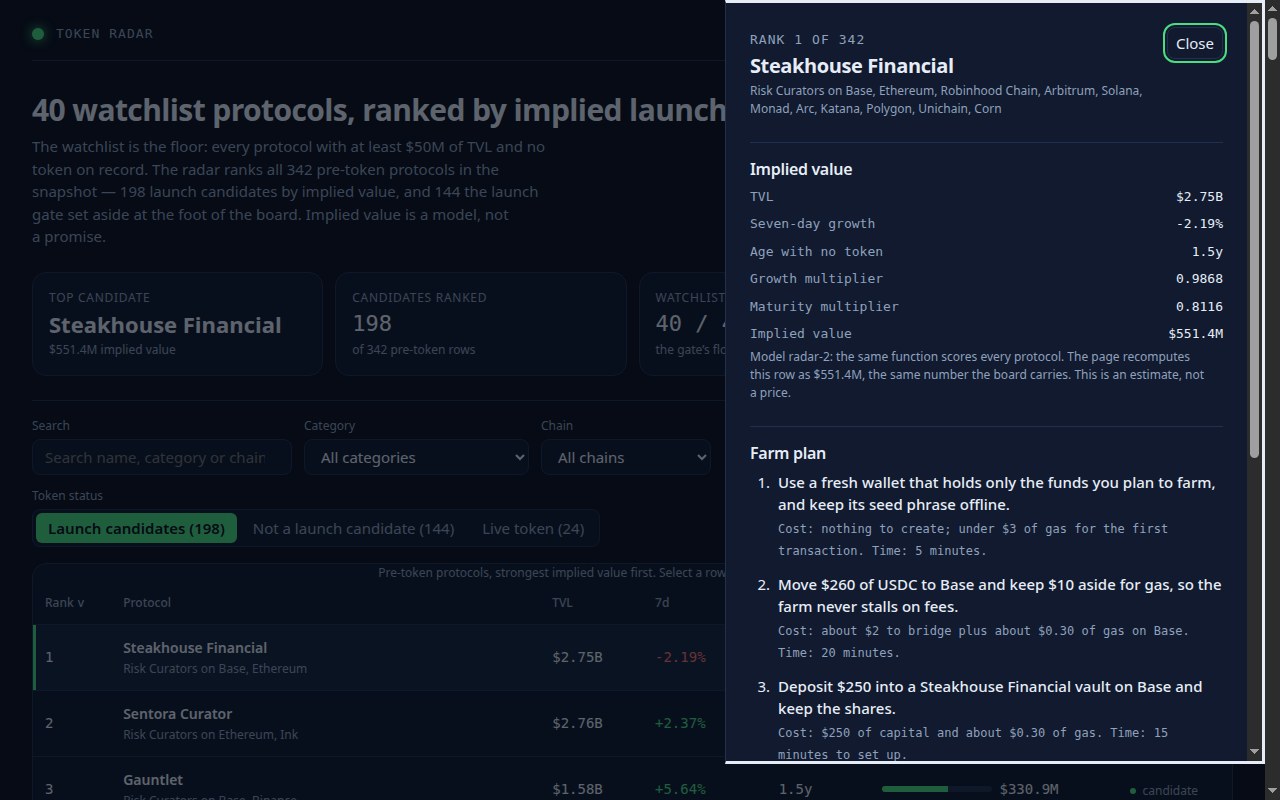 TOKEN RADAR
40 watchlist protocols, ranked by implied launch
The watchlist is the floor: every protocol with at least $50M of TVL and no
token on record. The radar ranks all 342 pre-token protocols in the
snapshot — 198 launch candidates by implied value, and 144 the launch
gate set aside at the foot of the board. Implied value is a model, not
a promise.
TOP CANDIDATE
Steakhouse Financial
$551.4M implied value
CANDIDATES RANKED
198
of 342 pre-token rows
WATCHLIST
40 /
the gate's
Search
Search name, category or chain
Category
All categories
Chain
All chains
Token status
Launch candidates (198)
Not a launch candidate (144)
Live token (24)
Pre-token protocols, strongest implied value first. Select a row
Rank v
Protocol
TVL
7d
1
Steakhouse Financial
Risk Curators on Base, Ethereum
$2.75B
-2.19%
2
Sentora Curator
Risk Curators on Ethereum, Ink
$2.76B
+2.37%
3
Gauntlet
Risk Curators on Base, Binance
$1.58B
+5.64%
1.5y
$330.9M
candidate
RANK 1 OF 342
Close
Steakhouse Financial
Risk Curators on Base, Ethereum, Robinhood Chain, Arbitrum, Solana,
Monad, Arc, Katana, Polygon, Unichain, Corn
Implied value
TVL $2.75B
Seven-day growth -2.19%
Age with no token 1.5y
Growth multiplier 0.9868
Maturity multiplier 0.8116
Implied value $551.4M
Model radar-2: the same function scores every protocol. The page recomputes
this row as $551.4M, the same number the board carries. This is an estimate, not
a price.
Farm plan
1. Use a fresh wallet that holds only the funds you plan to farm,
and keep its seed phrase offline.
Cost: nothing to create; under $3 of gas for the first
transaction. Time: 5 minutes.
2. Move $260 of USDC to Base and keep $10 aside for gas, so the
farm never stalls on fees.
Cost: about $2 to bridge plus about $0.30 of gas on Base.
Time: 20 minutes.
3. Deposit $250 into a Steakhouse Financial vault on Base and
keep the shares.
Cost: $250 of capital and about $0.30 of gas. Time: 15
minutes to set up.